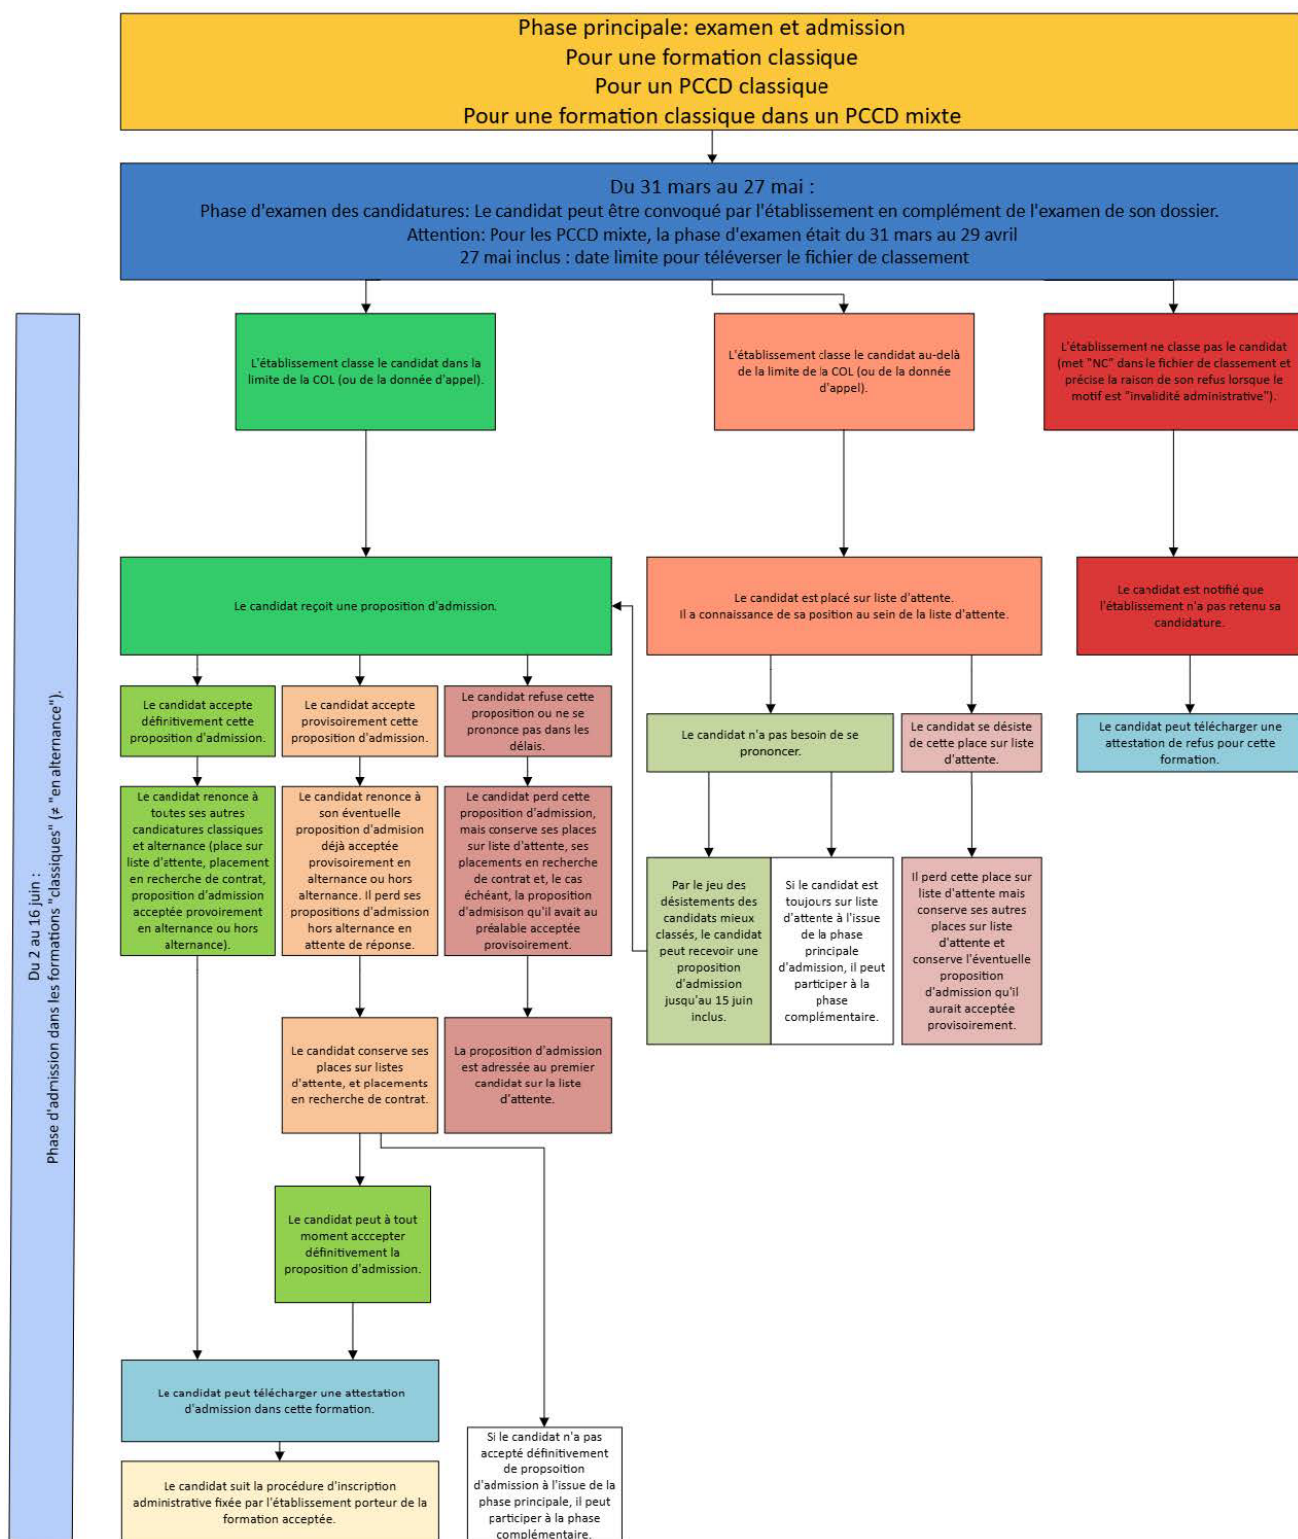 Phase principale: examen et admission
Pour une formation classique
Pour un PCCD classique
Pour une formation classique dans un PCCD mixte
Du 31 mars au 27 mai :
Phase d'examen des candidatures: Le candidat peut être convoqué par l'établissement en complément de l'examen de son dossier.
Attention: Pour les PCCD mixte, la phase d'examen était du 31 mars au 29 avril
27 mai inclus : date limite pour téléverser le fichier de classement
Du 2 au 16 juin :
Phase d'admission dans les formations "classiques" (≠ "en alternance").
L'établissement classe le candidat dans la
limite de la COL (ou de la donnée d'appel).
L'établissement classe le candidat au-delà
de la limite de la COL (ou de la donnée
d'appel).
L'établissement ne classe pas le candidat
(met "NC" dans le fichier de classement et
précise la raison de son refus lorsque le
motif est "invalidité administrative").
Le candidat reçoit une proposition d'admission.
Le candidat est placé sur liste d'attente.
Il a connaissance de sa position au sein de la liste d'attente.
Le candidat est notifié que
l'établissement n'a pas retenu sa
candidature.
Le candidat accepte
définitivement cette
proposition d'admission.
Le candidat accepte
provisoirement cette
proposition d'admission.
Le candidat refuse cette
proposition ou ne se
prononce pas dans les
délais.
Le candidat n'a pas besoin de se
prononcer.
Le candidat se désiste
de cette place sur liste
d'attente.
Le candidat peut télécharger une
attestation de refus pour cette
formation.
Le candidat renonce à
toutes ses autres
candicatures classiques
et alternance (place sur
liste d'attente, placement
en recherche de contrat,
proposition d'admission
acceptée provoirement
en alternance ou hors
alternance).
Le candidat renonce à
son éventuelle
proposition d'admision
déjà acceptée
provisoirement en
alternance ou hors
alternance. Il perd ses
propositions d'admission
hors alternance en
attente de réponse.
Le candidat perd cette
proposition d'admission,
mais conserve ses places
sur liste d'attente, ses
placements en recherche
de contrat et, le cas
échéant, la proposition
d'admisison qu'il avait au
préalable acceptée
provisoirement.
Par le jeu des
désistements des
candidats mieux
classés, le candidat
peut recevoir une
proposition
d'admission
jusqu'au 15 juin
inclus.
Si le candidat est
toujours sur liste
d'attente à l'issue
de la phase
principale
d'admission, il peut
participer à la
phase
complémentaire.
Il perd cette place sur
liste d'attente mais
conserve ses autres
places sur liste
d'attente et
conserve l'éventuelle
proposition
d'admission qu'il
aurait acceptée
provisoirement.
Le candidat conserve ses
places sur listes
d'attente, et placements
en recherche de contrat.
La proposition d'admission
est adressée au premier
candidat sur la liste
d'attente.
Le candidat peut à tout
moment acccepter
définitivement la
proposition d'admission.
Le candidat peut télécharger une attestation
d'admission dans cette formation.
Le candidat suit la procédure d'inscription
administrative fixée par l'établissement porteur de la
formation acceptée.
Si le candidat n'a pas
accepté définitivement
de propsoition
d'admission à l'issue de la
phase principale, il peut
participer à la phase
complémentaire.